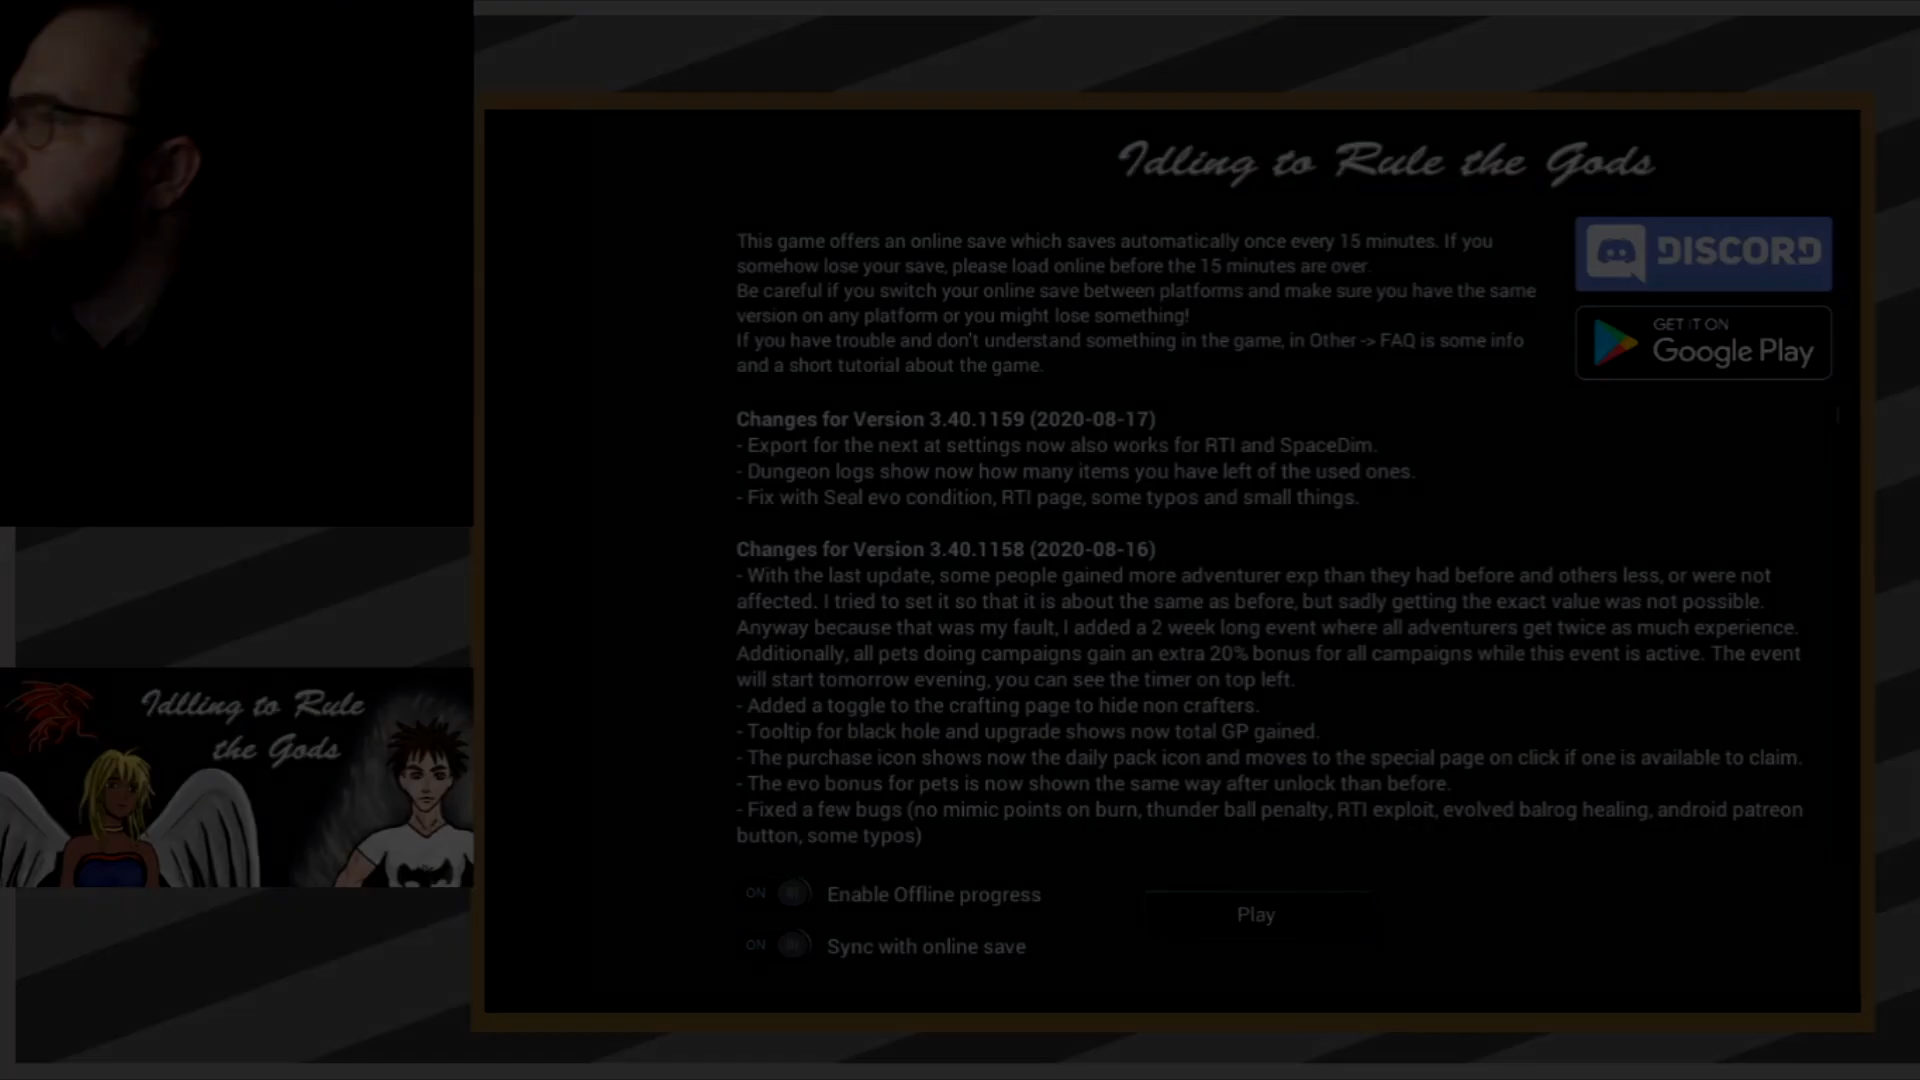 Idling to Rule the Gods
This game offers an online save which saves automatically once every 15 minutes. If you
somehow lose your save, please load online before the 15 minutes are over.
Be careful if you switch your online save between platforms and make sure you have the same
version on any platform or you might lose something!
If you have trouble and don't understand something in the game, in Other -> FAQ is some info
and a short tutorial about the game.
DISCORD
GET IT ON
Google Play
Changes for Version 3.40.1159 (2020-08-17)
- Export for the next at settings now also works for RTI and SpaceDim.
- Dungeon logs show now how many items you have left of the used ones.
- Fix with Seal evo condition, RTI page, some typos and small things.
Changes for Version 3.40.1158 (2020-08-16)
- With the last update, some people gained more adventurer exp than they had before and others less, or were not
affected. I tried to set it so that it is about the same as before, but sadly getting the exact value was not possible.
Anyway because that was my fault, I added a 2 week long event where all adventurers get twice as much experience.
Additionally, all pets doing campaigns gain an extra 20% bonus for all campaigns while this event is active. The event
will start tomorrow evening, you can see the timer on top left.
- Added a toggle to the crafting page to hide non crafters.
- Tooltip for black hole and upgrade shows now total GP gained.
- The purchase icon shows now the daily pack icon and moves to the special page on click if one is available to claim.
- The evo bonus for pets is now shown the same way after unlock than before.
- Fixed a few bugs (no mimic points on burn, thunder ball penalty, RTI exploit, evolved balrog healing, android patreon
button, some typos)
ON Enable Offline progress
Play
ON Sync with online save
Idlling to Rule
the Gods